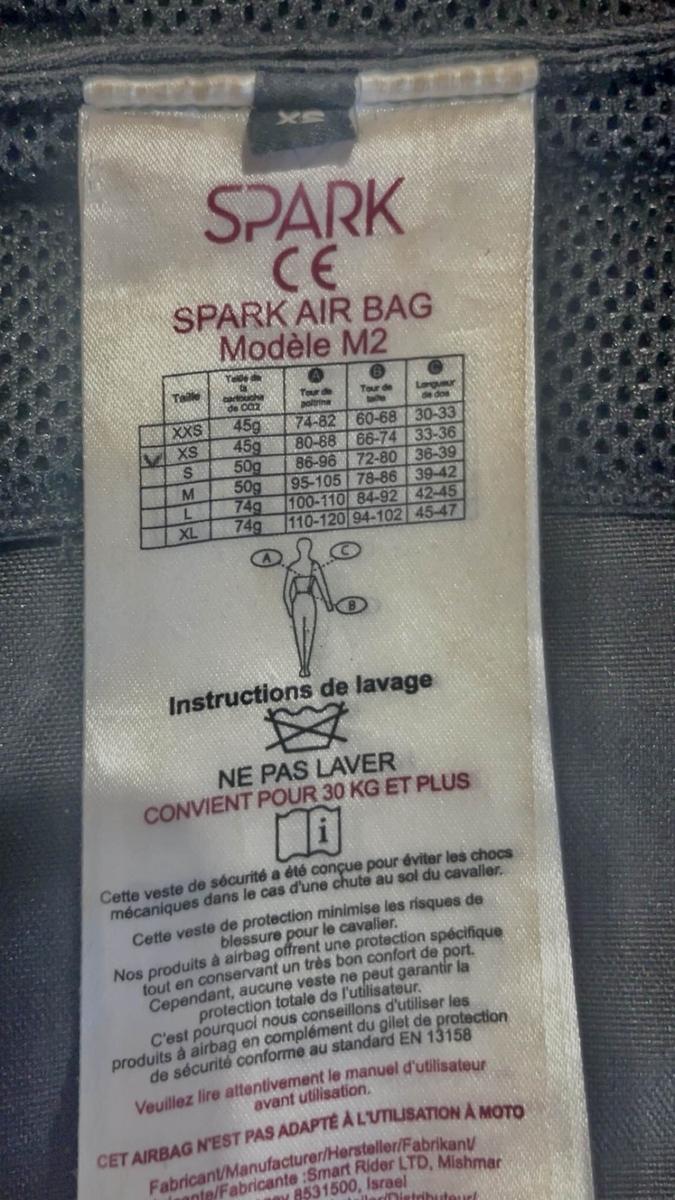 XS
SPARK
CE
SPARK AIR BAG
Modèle M2
Taille Taille de la cartouche de CO2 A Tour de poitrine B Tour de taille C Longueur de dos
XXS 45g 74-82 60-68 30-33
XS 45g 80-88 66-74 33-36
S 50g 86-96 72-80 36-39
M 50g 95-105 78-86 39-42
L 74g 100-110 84-92 42-45
XL 74g 110-120 94-102 45-47
A C
B
Instructions de lavage
NE PAS LAVER
CONVIENT POUR 30 KG ET PLUS
i
Cette veste de sécurité a été conçue pour éviter les chocs
mécaniques dans le cas d'une chute au sol du cavalier.
Cette veste de protection minimise les risques de
blessure pour le cavalier.
Nos produits à airbag offrent une protection spécifique
tout en conservant un très bon confort de port.
Cependant, aucune veste ne peut garantir la
protection totale de l'utilisateur.
C'est pourquoi nous conseillons d'utiliser les
produits à airbag en complément du gilet de protection
de sécurité conforme au standard EN 13158
Veuillez lire attentivement le manuel d'utilisateur
avant utilisation.
CET AIRBAG N'EST PAS ADAPTÉ À L'UTILISATION À MOTO
Fabricant/Manufacturer/Hersteller/Fabrikant/
/Fabricante :Smart Rider LTD, Mishmar
8531500, Israel